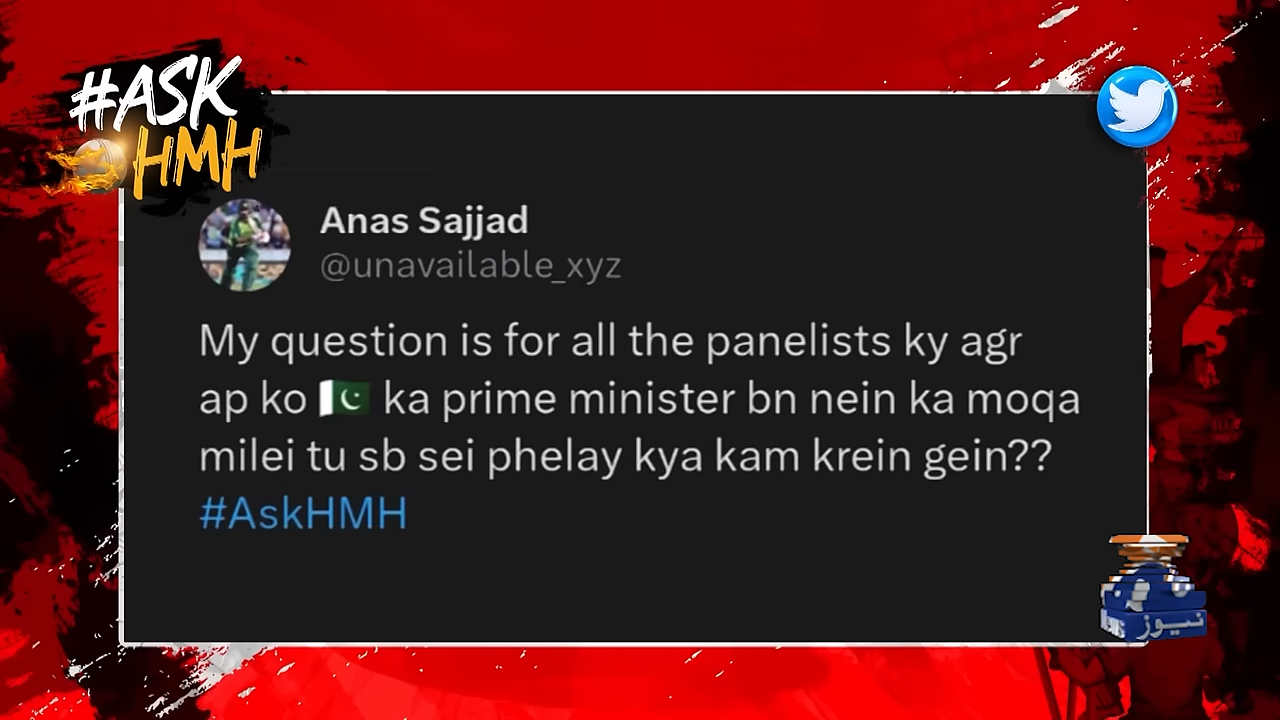 #ASK
HMH
Anas Sajjad
@unavailable_xyz
My question is for all the panelists ky agr
ap ko 🇵🇰 ka prime minister bn nein ka moqa
milei tu sb sei phelay kya kam krein gein??
#AskHMH
نیوز